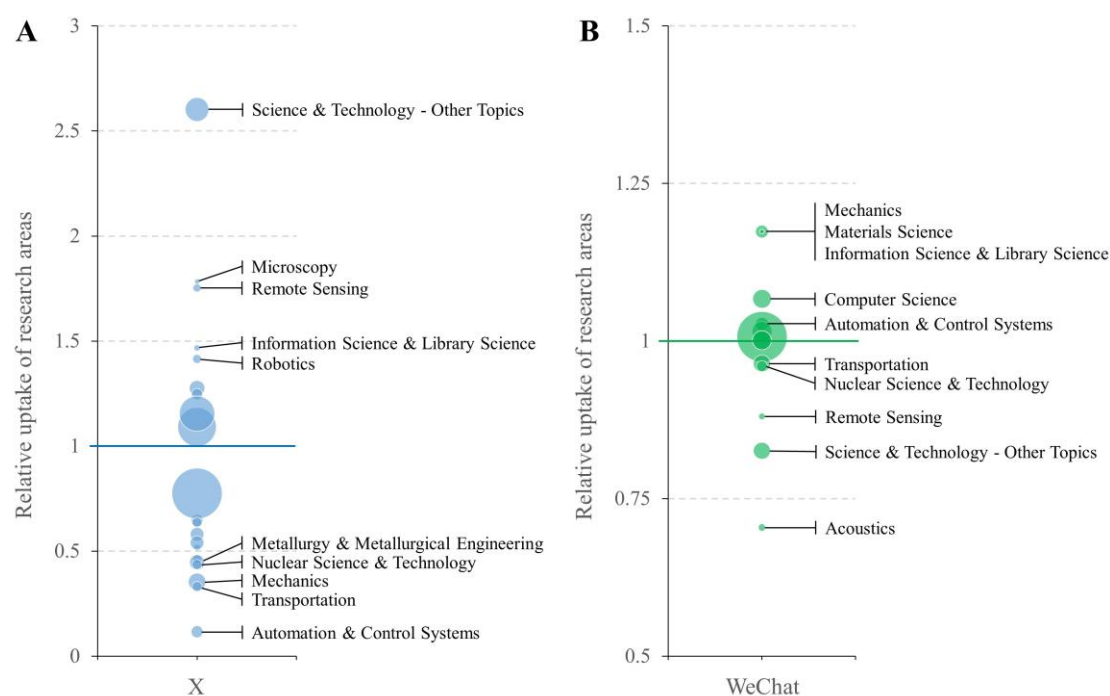 A
Relative uptake of research areas
3
2.5
2
1.5
1
0.5
0
Science & Technology - Other Topics
Microscopy
Remote Sensing
Information Science & Library Science
Robotics
Metallurgy & Metallurgical Engineering
Nuclear Science & Technology
Mechanics
Transportation
Automation & Control Systems
X
B
Relative uptake of research areas
1.5
1.25
1
0.75
0.5
Mechanics
Materials Science
Information Science & Library Science
Computer Science
Automation & Control Systems
Transportation
Nuclear Science & Technology
Remote Sensing
Science & Technology - Other Topics
Acoustics
WeChat